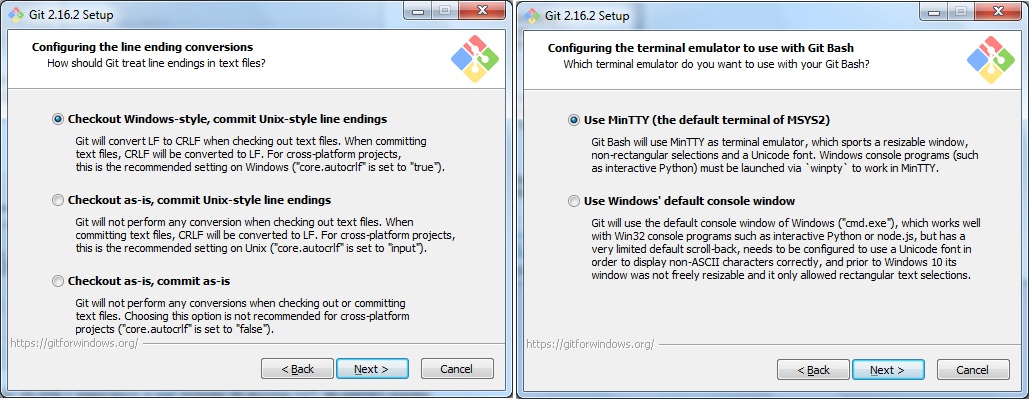 Git 2.16.2 Setup
Configuring the line ending conversions
How should Git treat line endings in text files?
Checkout Windows-style, commit Unix-style line endings
Git will convert LF to CRLF when checking out text files. When committing
text files, CRLF will be converted to LF. For cross-platform projects,
this is the recommended setting on Windows ("core.autocrlf" is set to "true").
Checkout as-is, commit Unix-style line endings
Git will not perform any conversion when checking out text files. When
committing text files, CRLF will be converted to LF. For cross-platform projects,
this is the recommended setting on Unix ("core.autocrlf" is set to "input").
Checkout as-is, commit as-is
Git will not perform any conversions when checking out or committing
text files. Choosing this option is not recommended for cross-platform
projects ("core.autocrlf" is set to "false").
https://gitforwindows.org/
< Back
Next >
Cancel
Git 2.16.2 Setup
Configuring the terminal emulator to use with Git Bash
Which terminal emulator do you want to use with your Git Bash?
Use MinTTY (the default terminal of MSYS2)
Git Bash will use MinTTY as terminal emulator, which sports a resizable window,
non-rectangular selections and a Unicode font. Windows console programs (such
as interactive Python) must be launched via `winpty` to work in MinTTY.
Use Windows' default console window
Git will use the default console window of Windows ("cmd.exe"), which works well
with Win32 console programs such as interactive Python or node.js, but has a
very limited default scroll-back, needs to be configured to use a Unicode font in
order to display non-ASCII characters correctly, and prior to Windows 10 its
window was not freely resizable and it only allowed rectangular text selections.
https://gitforwindows.org/
< Back
Next >
Cancel